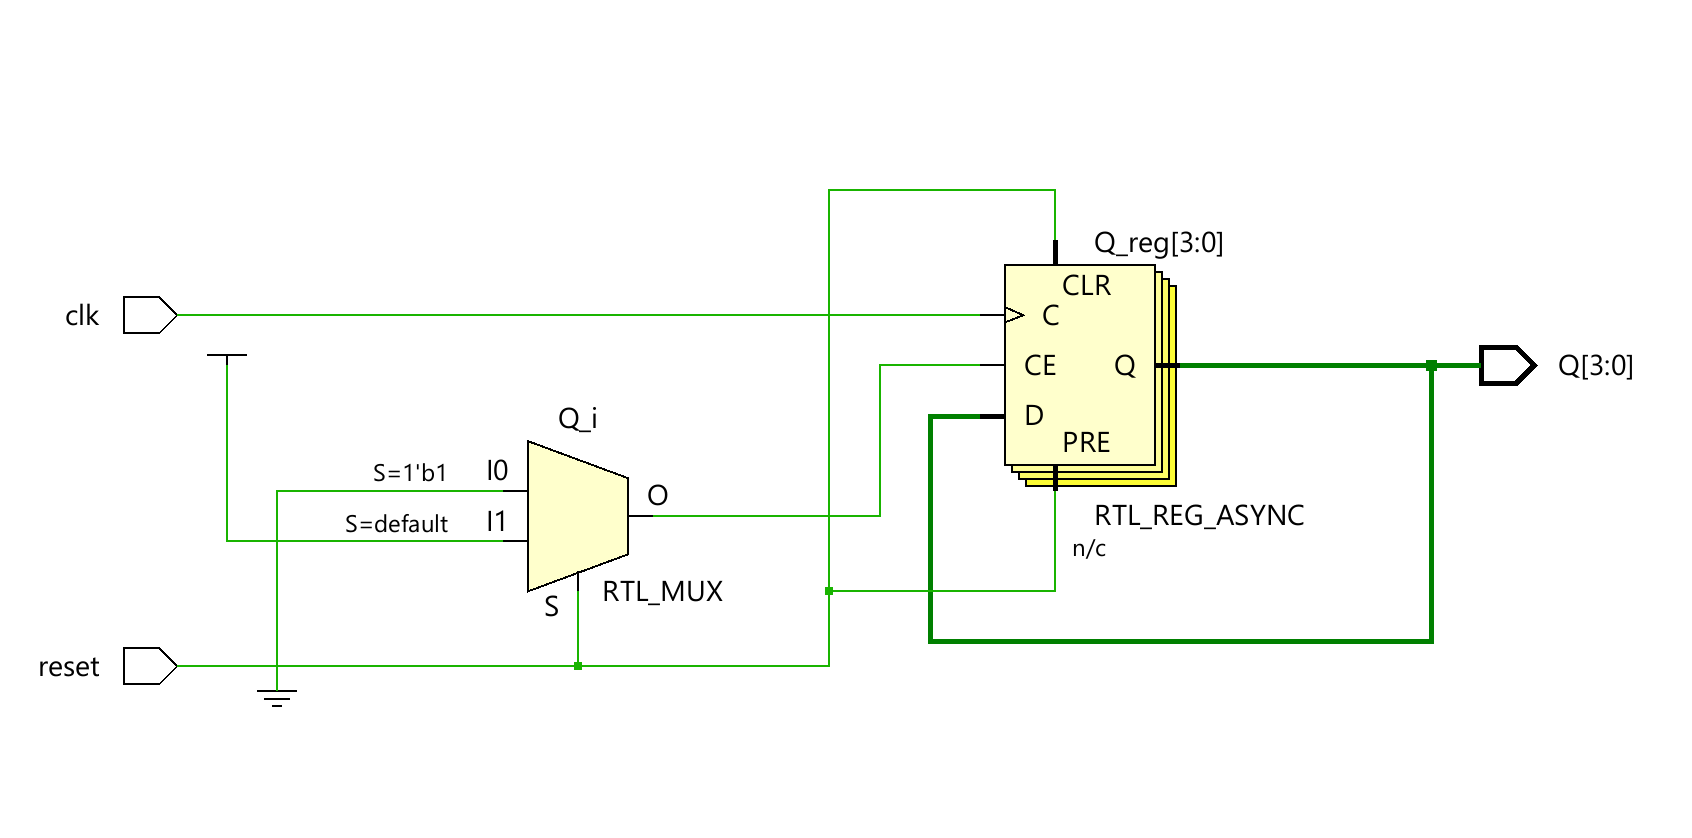 Q_reg[3:0]
CLR
clk
C
CE
Q
Q[3:0]
D
Q_i
PRE
S=1'b1
I0
O
S=default
I1
RTL_REG_ASYNC
n/c
S
RTL_MUX
reset